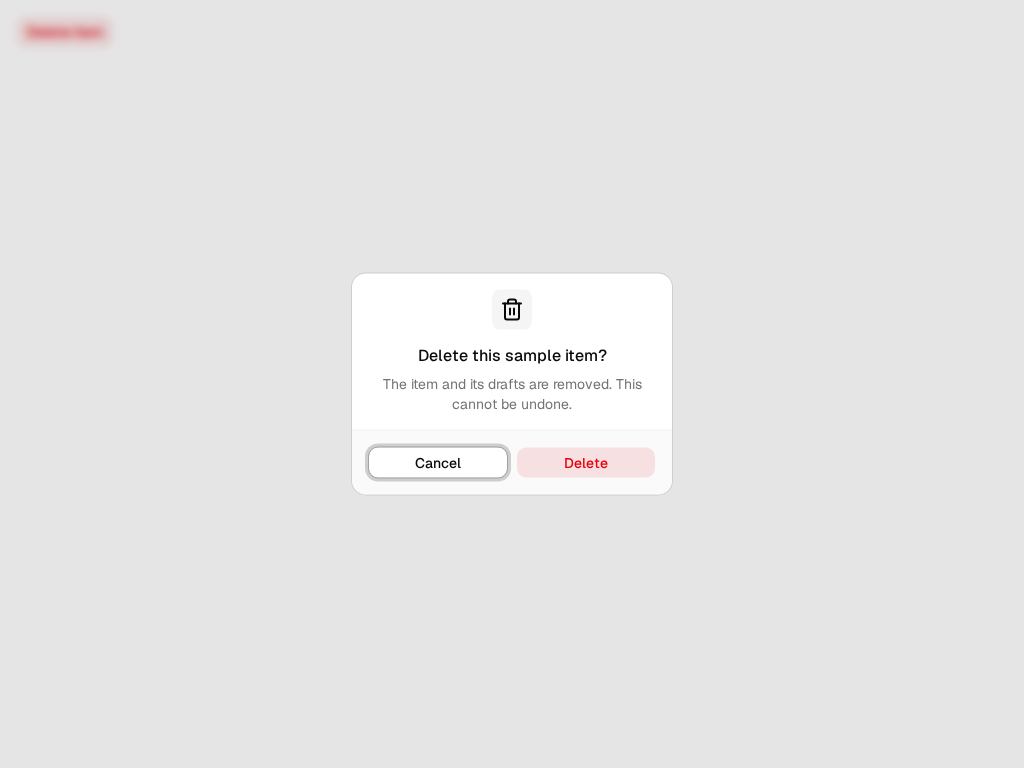 Delete this sample item?
The item and its drafts are removed. This
cannot be undone.
Cancel
Delete